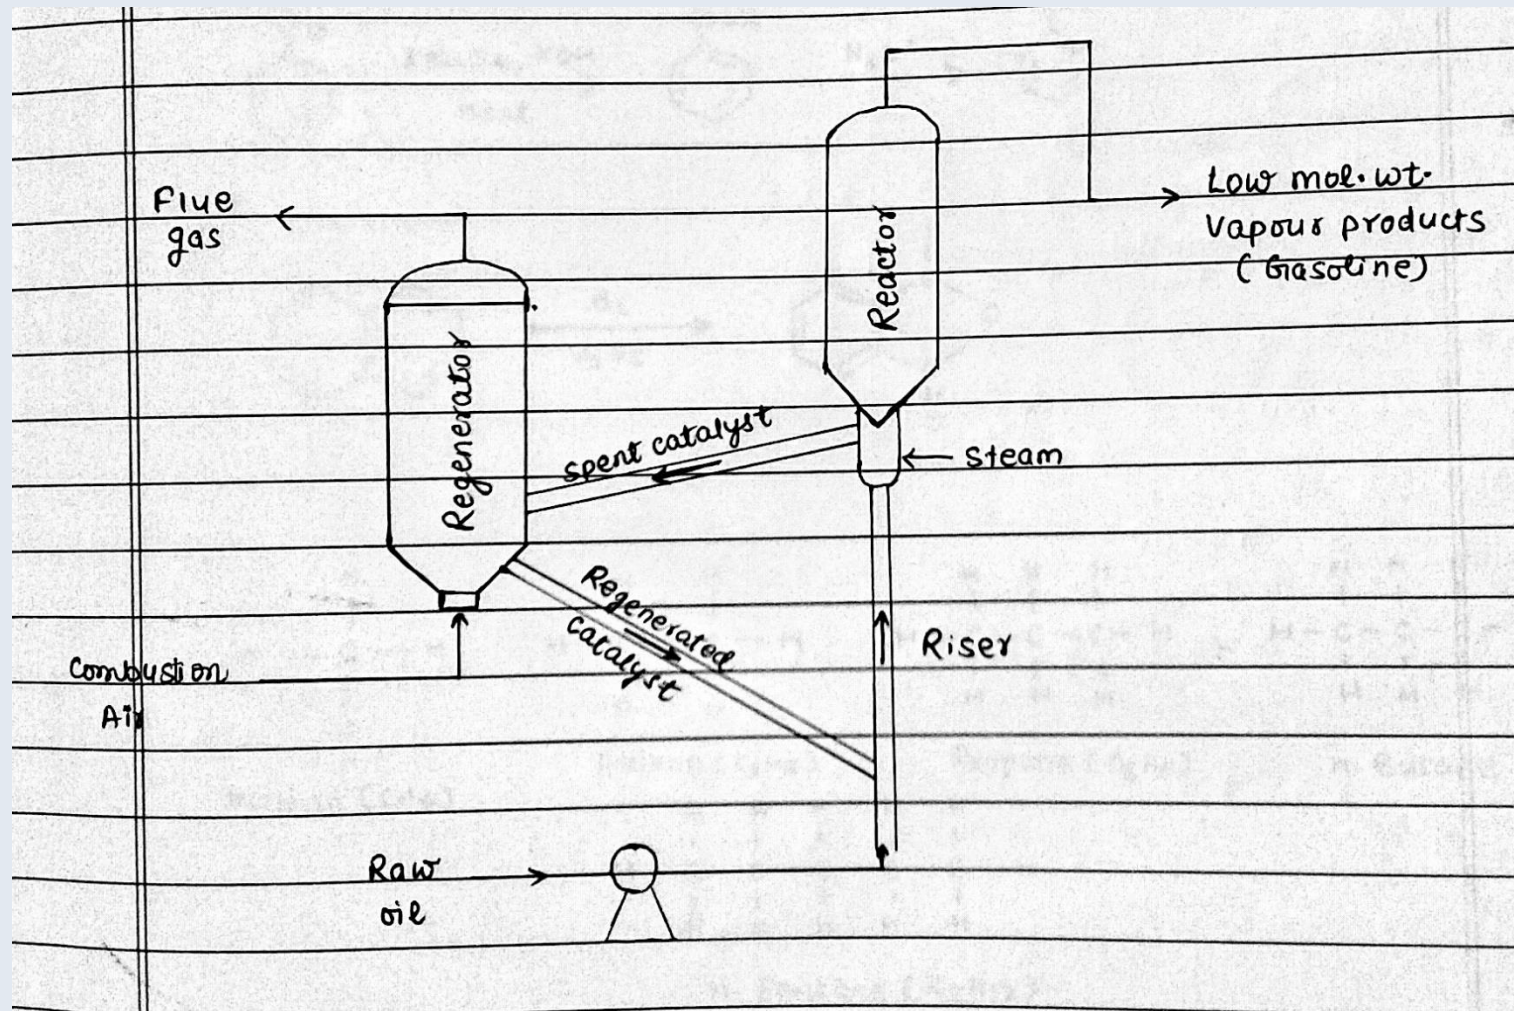 Flue
gas
Low mol. wt.
Vapour products
(Gasoline)
Reactor
Regenerator
spent catalyst
steam
Regenerated
catalyst
Riser
Combustion
Air
Raw
oil